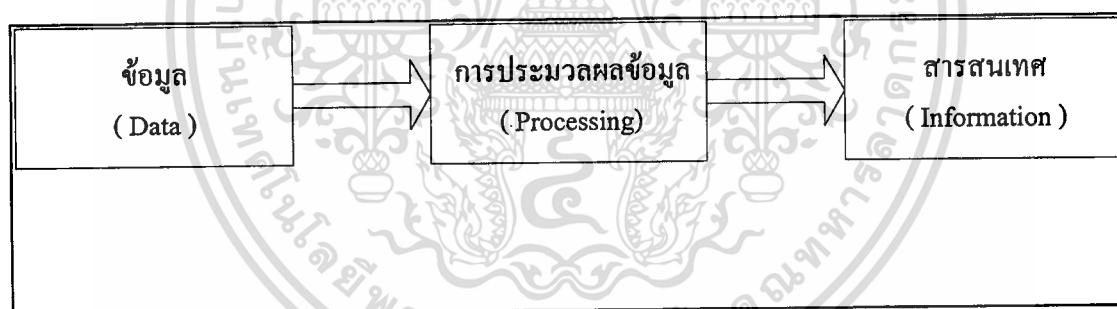 ข้อมูล
( Data )
การประมวลผลข้อมูล
(Processing)
สารสนเทศ
( Information )